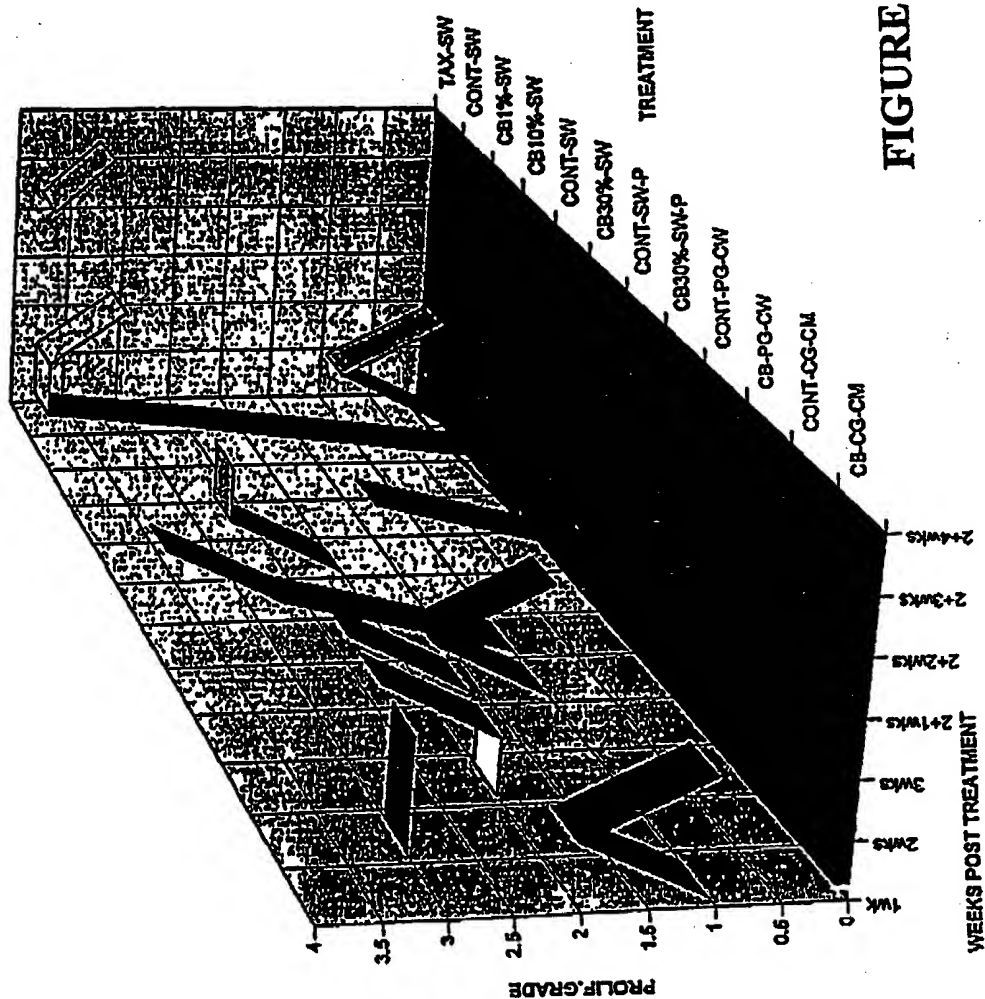 TAX-SW
CONT-SW
CB1%-SW
CB10%-SW
CONT-SW
CB30%-SW
CONT-SW-P
CB30%-SW-P
CONT-PG-CW
CB-PG-CW
CONT-CG-CM
CB-CG-CM
TREATMENT
4
3.5
3
2.5
2
1.5
1
0.5
0
PROLIF.GRADE
1wk
2wks
3wks
2+1wks
2+2wks
2+3wks
2+4wks
WEEKS POST TREATMENT
FIGURE